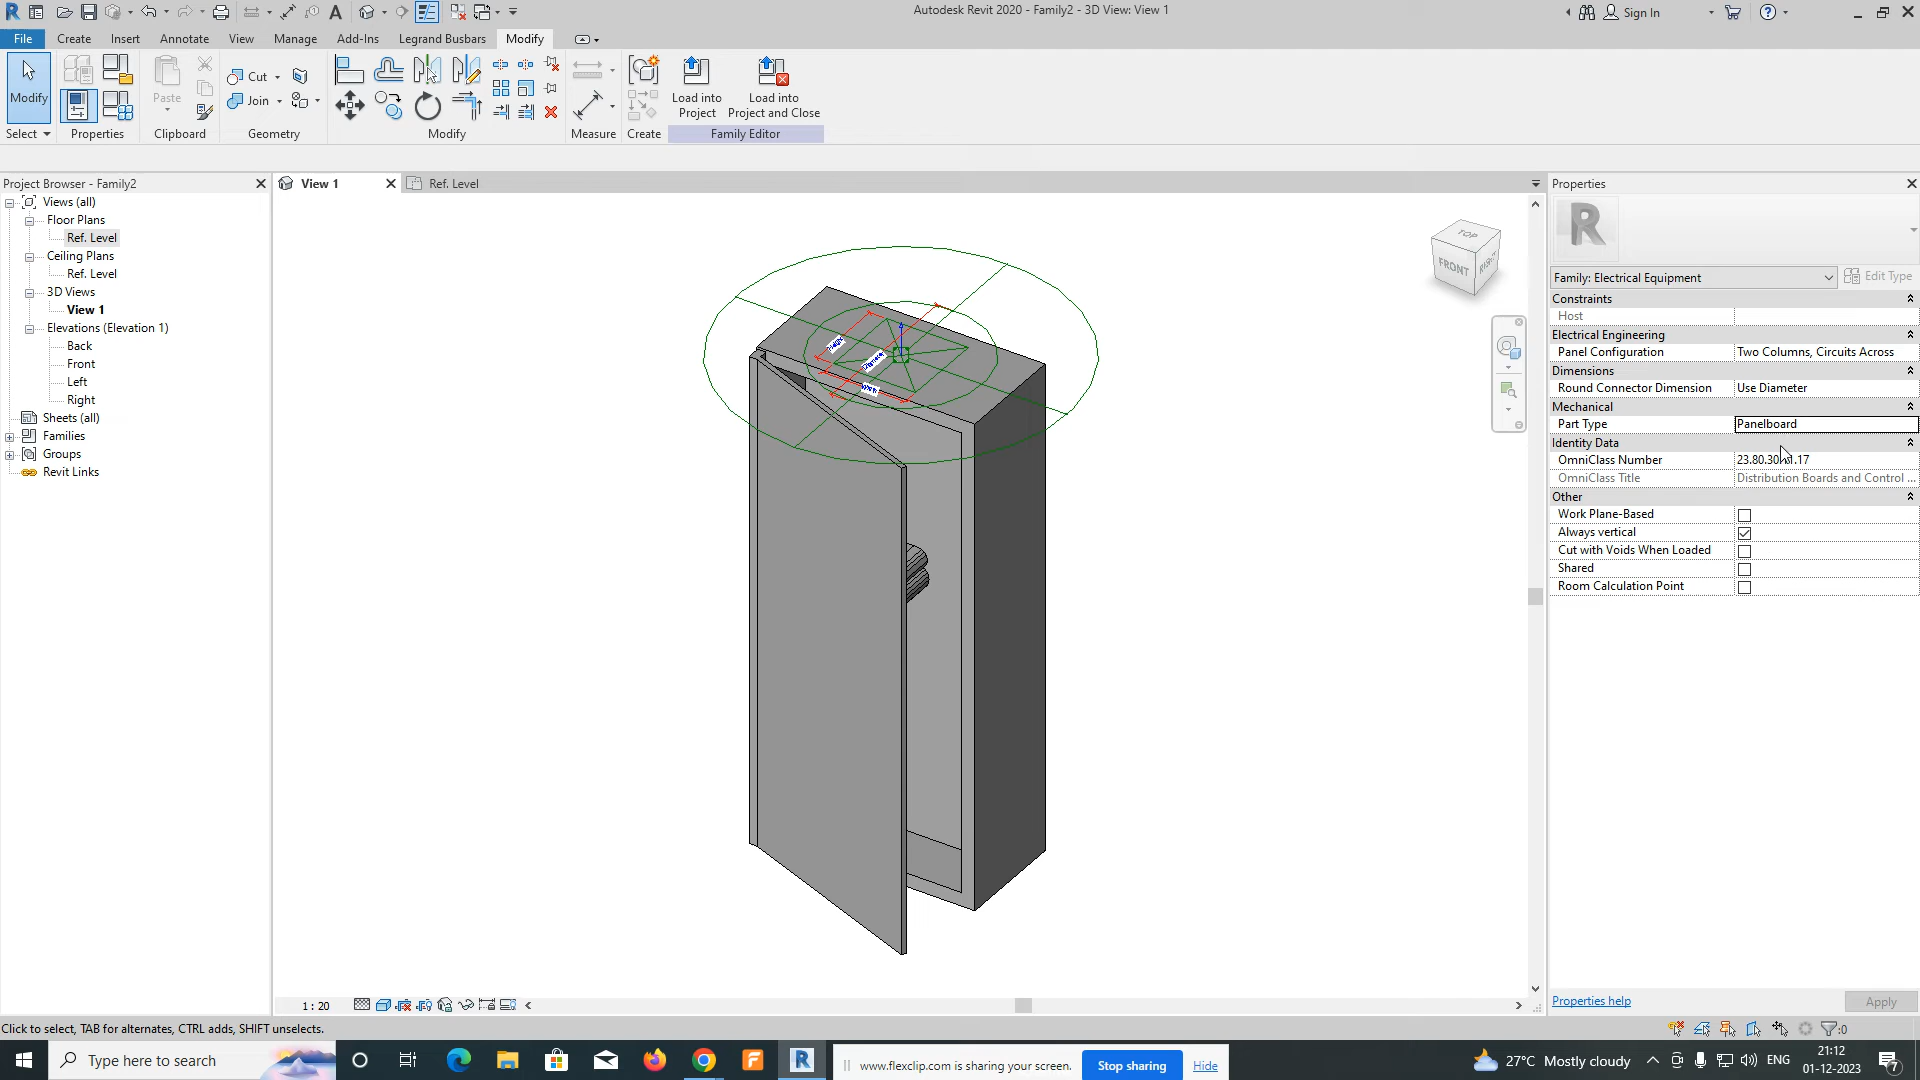 Autodesk Revit 2020 - Family2 - 3D View: View 1
Sign In
File Create Insert Annotate View Manage Add-Ins Legrand Busbars Modify
Modify
Paste
Cut
Join
Load into Project
Load into Project and Close
Select Properties Clipboard Geometry Modify Measure Create Family Editor
Project Browser - Family2
View 1
Ref. Level
Properties
Views (all)
Floor Plans
Ref. Level
Ceiling Plans
Ref. Level
3D Views
View 1
Elevations (Elevation 1)
Back
Front
Left
Right
Sheets (all)
Families
Groups
Revit Links
TOP
FRONT
RIGHT
Diameter
Width
Family: Electrical Equipment
Edit Type
Constraints
Host
Electrical Engineering
Panel Configuration Two Columns, Circuits Across
Dimensions
Round Connector Dimension Use Diameter
Mechanical
Part Type Panelboard
Identity Data
OmniClass Number
OmniClass Title Distribution Boards and Control ...
Other
Work Plane-Based
Always vertical
Cut with Voids When Loaded
Shared
Room Calculation Point
Properties help
Apply
1 : 20
Click to select, TAB for alternates, CTRL adds, SHIFT unselects.
:0
Type here to search
www.flexclip.com is sharing your screen.
Stop sharing
Hide
27°C Mostly cloudy
ENG
21:12
01-12-2023
7